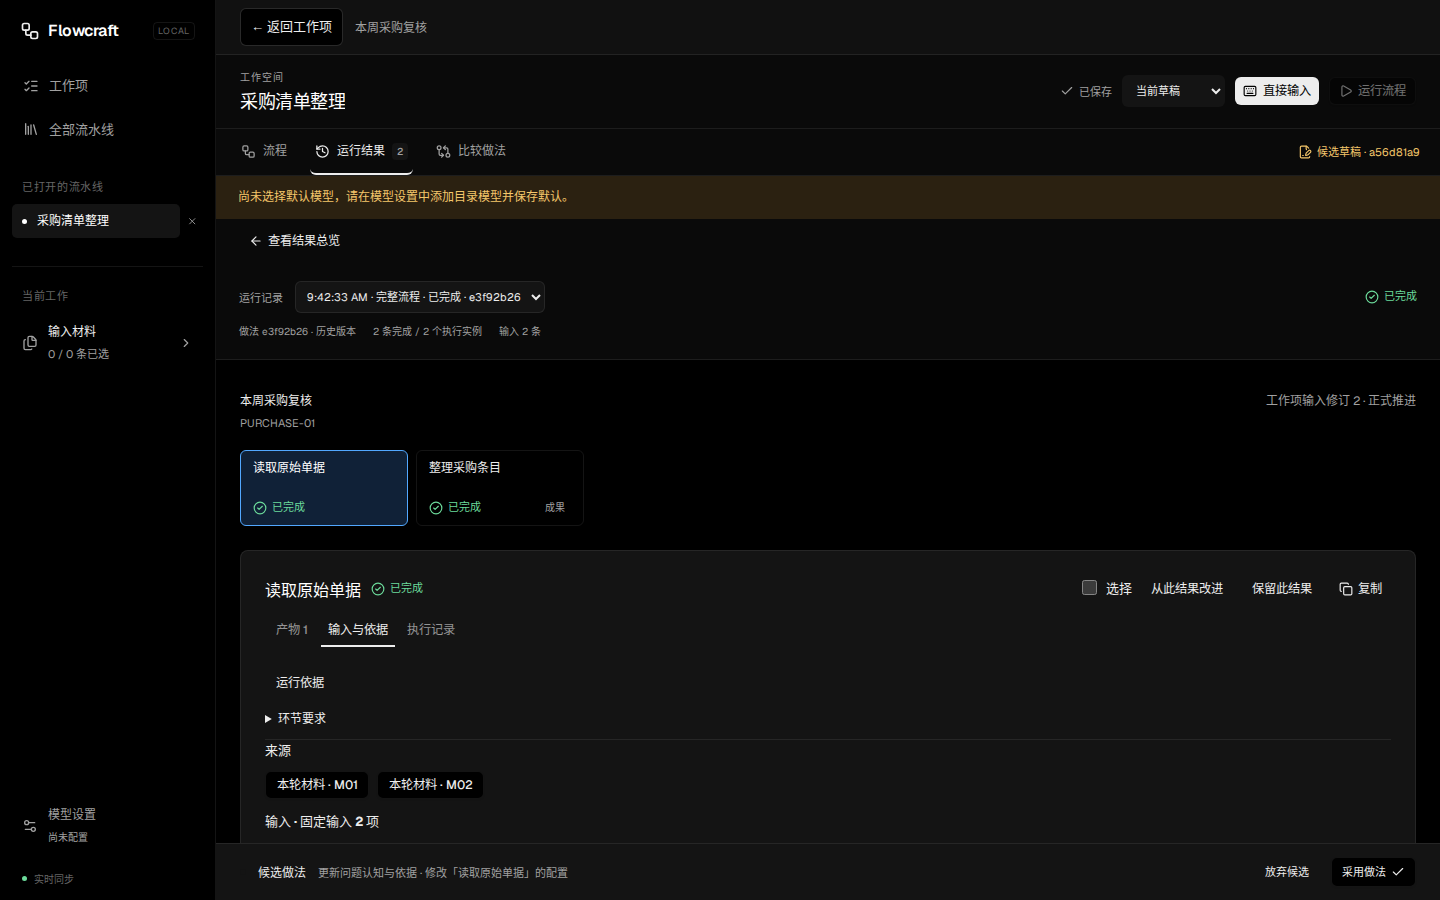 Flowcraft
LOCAL
工作项
全部流水线
已打开的流水线
采购清单整理
当前工作
输入材料
0 / 0 条已选
模型设置
尚未配置
实时同步
← 返回工作项
本周采购复核
工作空间
采购清单整理
已保存
当前草稿
直接输入
运行流程
流程
运行结果 2
比较做法
候选草稿 · a56d81a9
尚未选择默认模型，请在模型设置中添加目录模型并保存默认。
查看结果总览
运行记录
9:42:33 AM · 完整流程 · 已完成 · e3f92b26
已完成
做法 e3f92b26 · 历史版本
2 条完成 / 2 个执行实例
输入 2 条
本周采购复核
工作项输入修订 2 · 正式推进
PURCHASE-01
读取原始单据
已完成
整理采购条目
已完成
成果
读取原始单据
已完成
选择
从此结果改进
保留此结果
复制
产物 1
输入与依据
执行记录
运行依据
环节要求
来源
本轮材料 · M01
本轮材料 · M02
输入 · 固定输入 2 项
候选做法
更新问题认知与依据 · 修改「读取原始单据」的配置
放弃候选
采用做法